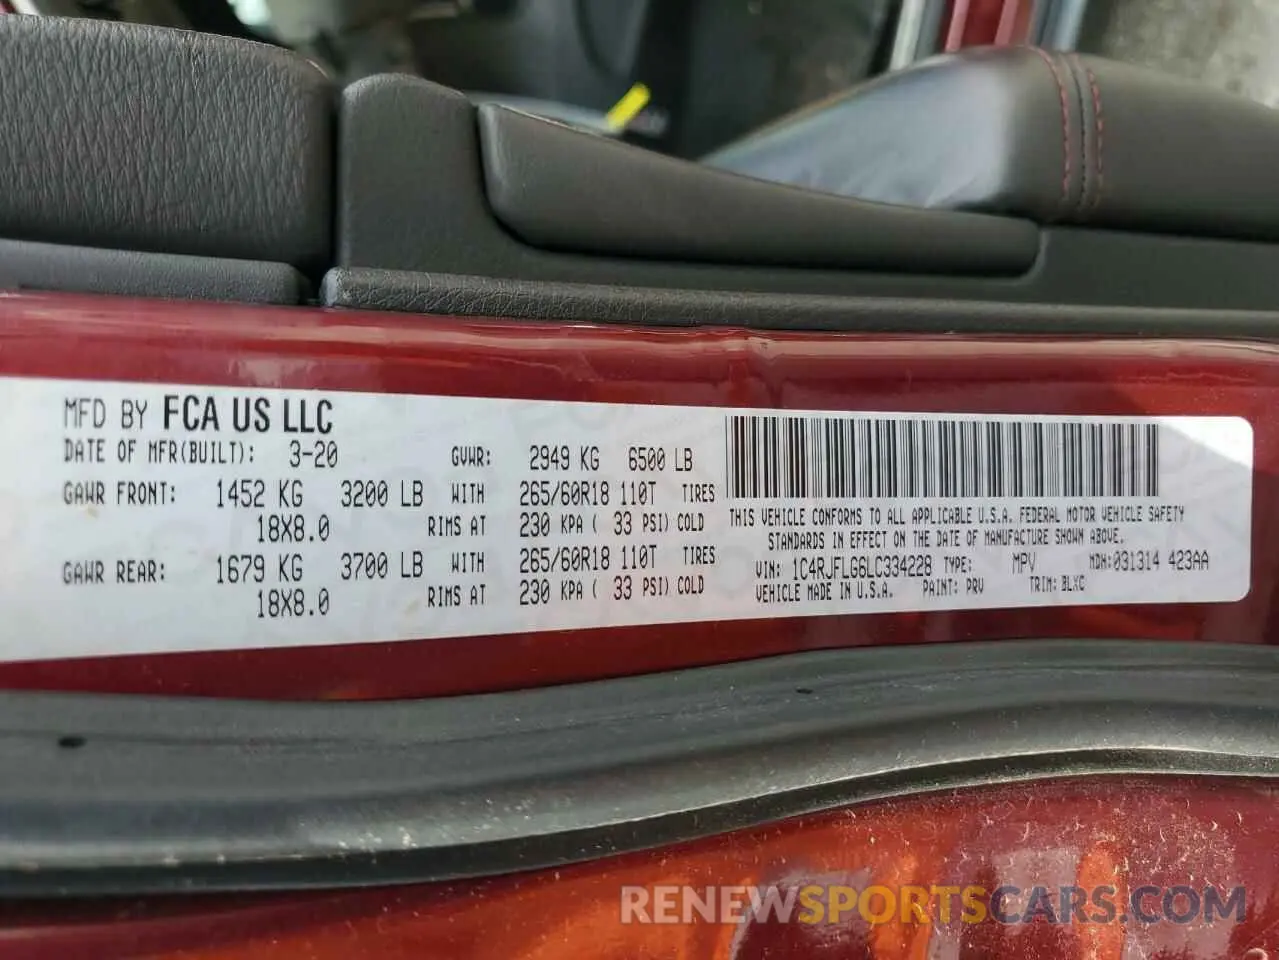 MFD BY FCA US LLC
DATE OF MFR(BUILT): 3-20 GVWR: 2949 KG 6500 LB
GAWR FRONT: 1452 KG 3200 LB WITH 265/60R18 110T TIRES
18X8.0 RIMS AT 230 KPA ( 33 PSI) COLD
GAWR REAR: 1679 KG 3700 LB WITH 265/60R18 110T TIRES
18X8.0 RIMS AT 230 KPA ( 33 PSI) COLD
THIS VEHICLE CONFORMS TO ALL APPLICABLE U.S.A. FEDERAL MOTOR VEHICLE SAFETY
STANDARDS IN EFFECT ON THE DATE OF MANUFACTURE SHOWN ABOVE.
VIN: 1C4RJFLG6LC334228 TYPE: MPV MDH:031314 423AA
VEHICLE MADE IN U.S.A. PAINT: PRV TRIM: BLXC
RENEWSPORTSCARS.COM